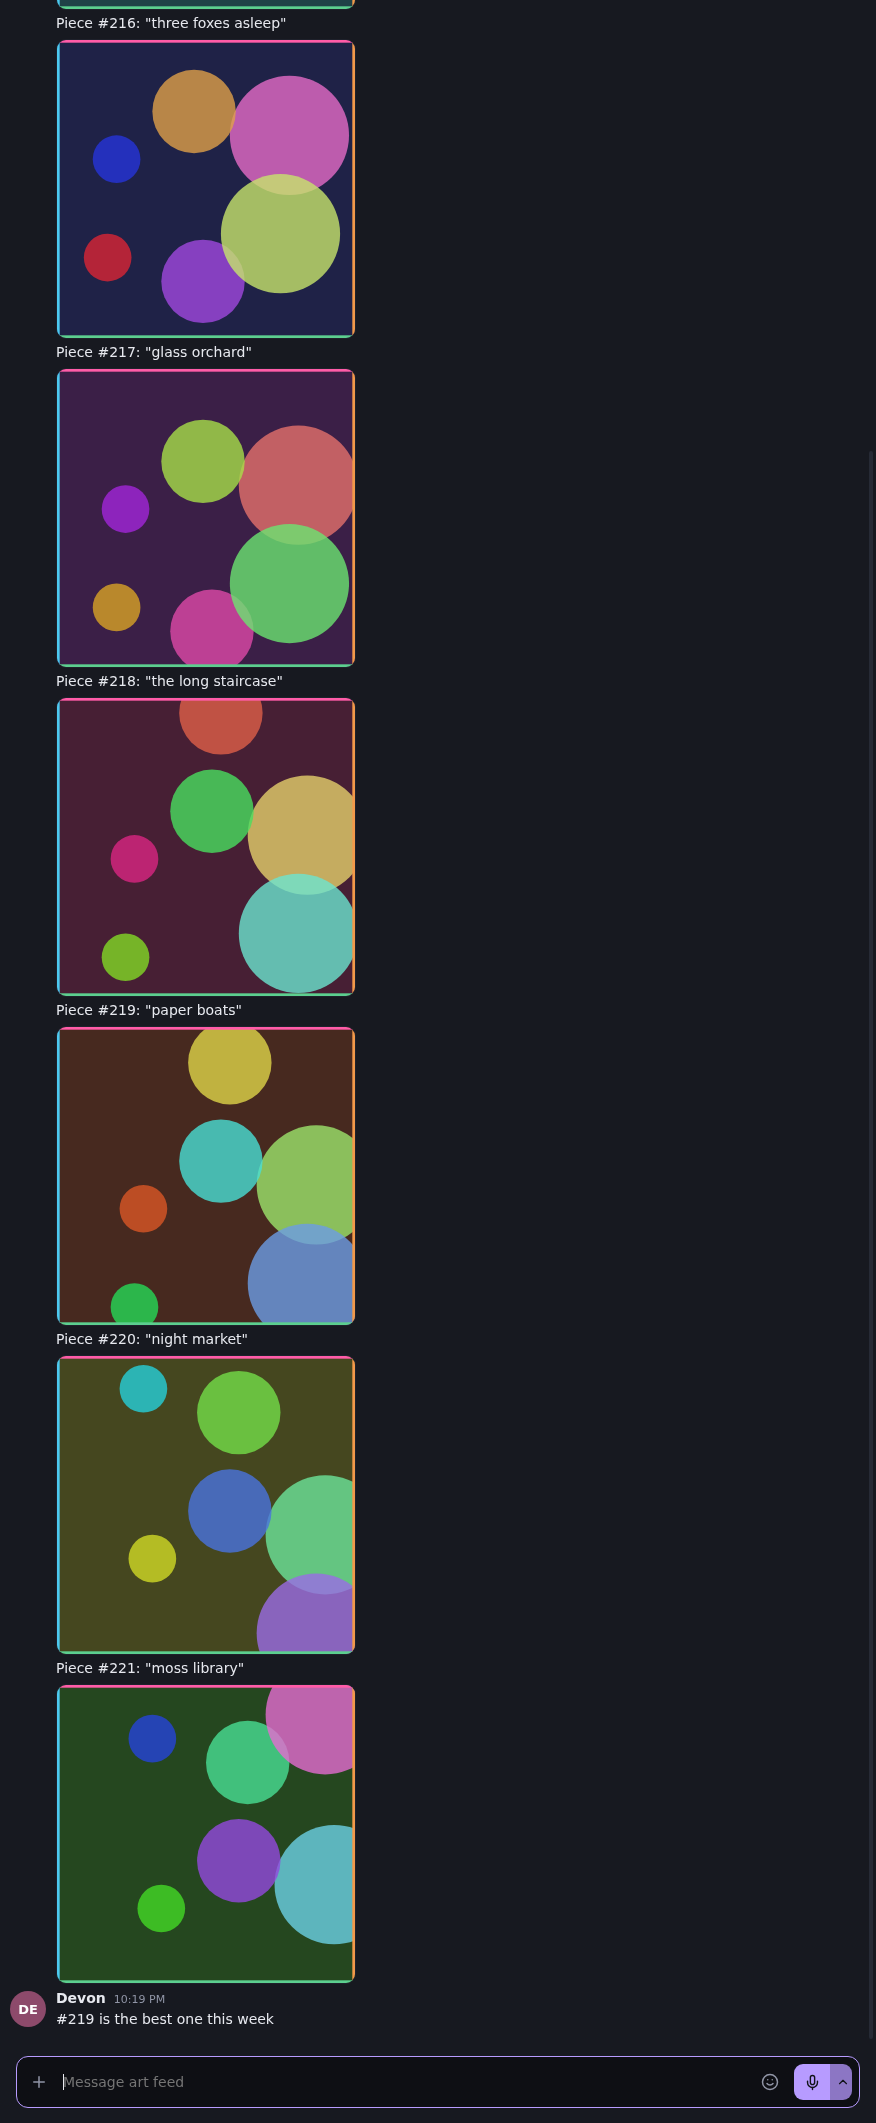 Piece #216: "three foxes asleep"
Piece #217: "glass orchard"
Piece #218: "the long staircase"
Piece #219: "paper boats"
Piece #220: "night market"
Piece #221: "moss library"
DE
Devon 10:19 PM
#219 is the best one this week
Message art feed